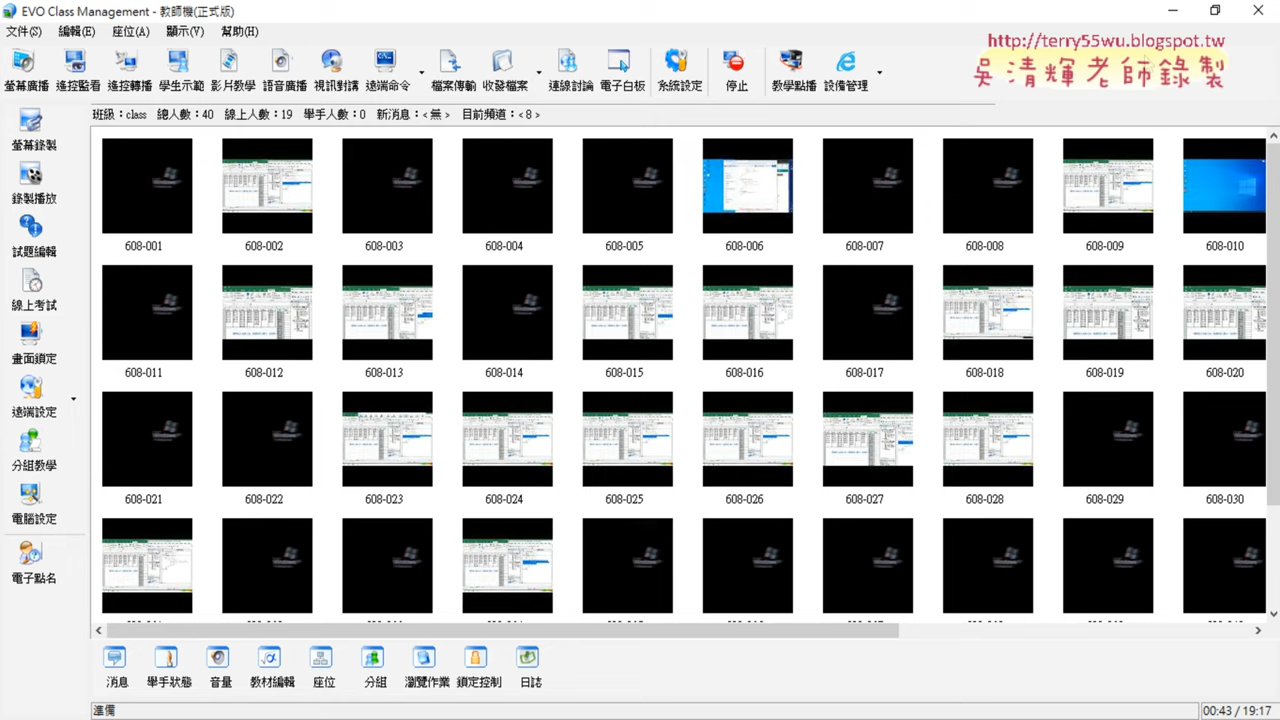 EVO Class Management - 教師機(正式版)
http://terry55wu.blogspot.tw
吳清輝老師錄製
文件(S) 編輯(E) 座位(A) 顯示(V) 幫助(H)
螢幕廣播 遙控監看 遙控轉播 學生示範 影片教學 語音廣播 視訊對講 遠端命令 檔案傳輸 收發檔案 連線討論 電子白板 系統設定 停止 教學點播 設備管理
班級：class 總人數：40 線上人數：19 舉手人數：0 新消息：<無> 目前頻道：<8>
螢幕錄製
錄製播放
試題編輯
線上考試
畫面鎖定
遠端設定
分組教學
電腦設定
電子點名
608-001 608-002 608-003 608-004 608-005 608-006 608-007 608-008 608-009 608-010
608-011 608-012 608-013 608-014 608-015 608-016 608-017 608-018 608-019 608-020
608-021 608-022 608-023 608-024 608-025 608-026 608-027 608-028 608-029 608-030
消息 舉手狀態 音量 教材編輯 座位 分組 瀏覽作業 鎖定控制 日誌
準備
00:43 / 19:17